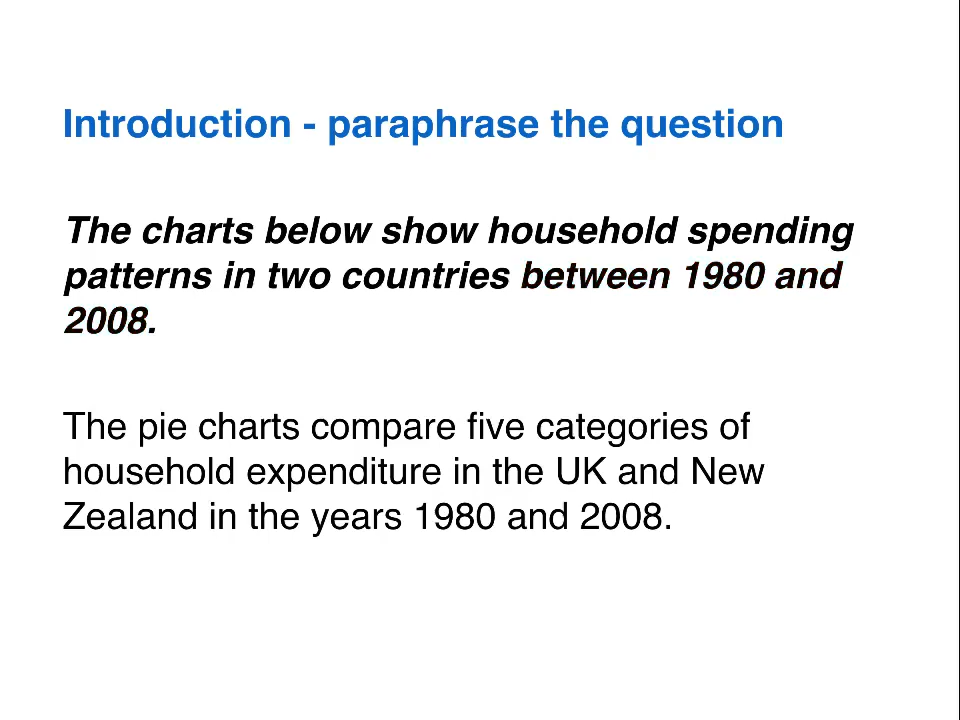 Introduction - paraphrase the question
The charts below show household spending
patterns in two countries between 1980 and
2008.
The pie charts compare five categories of
household expenditure in the UK and New
Zealand in the years 1980 and 2008.